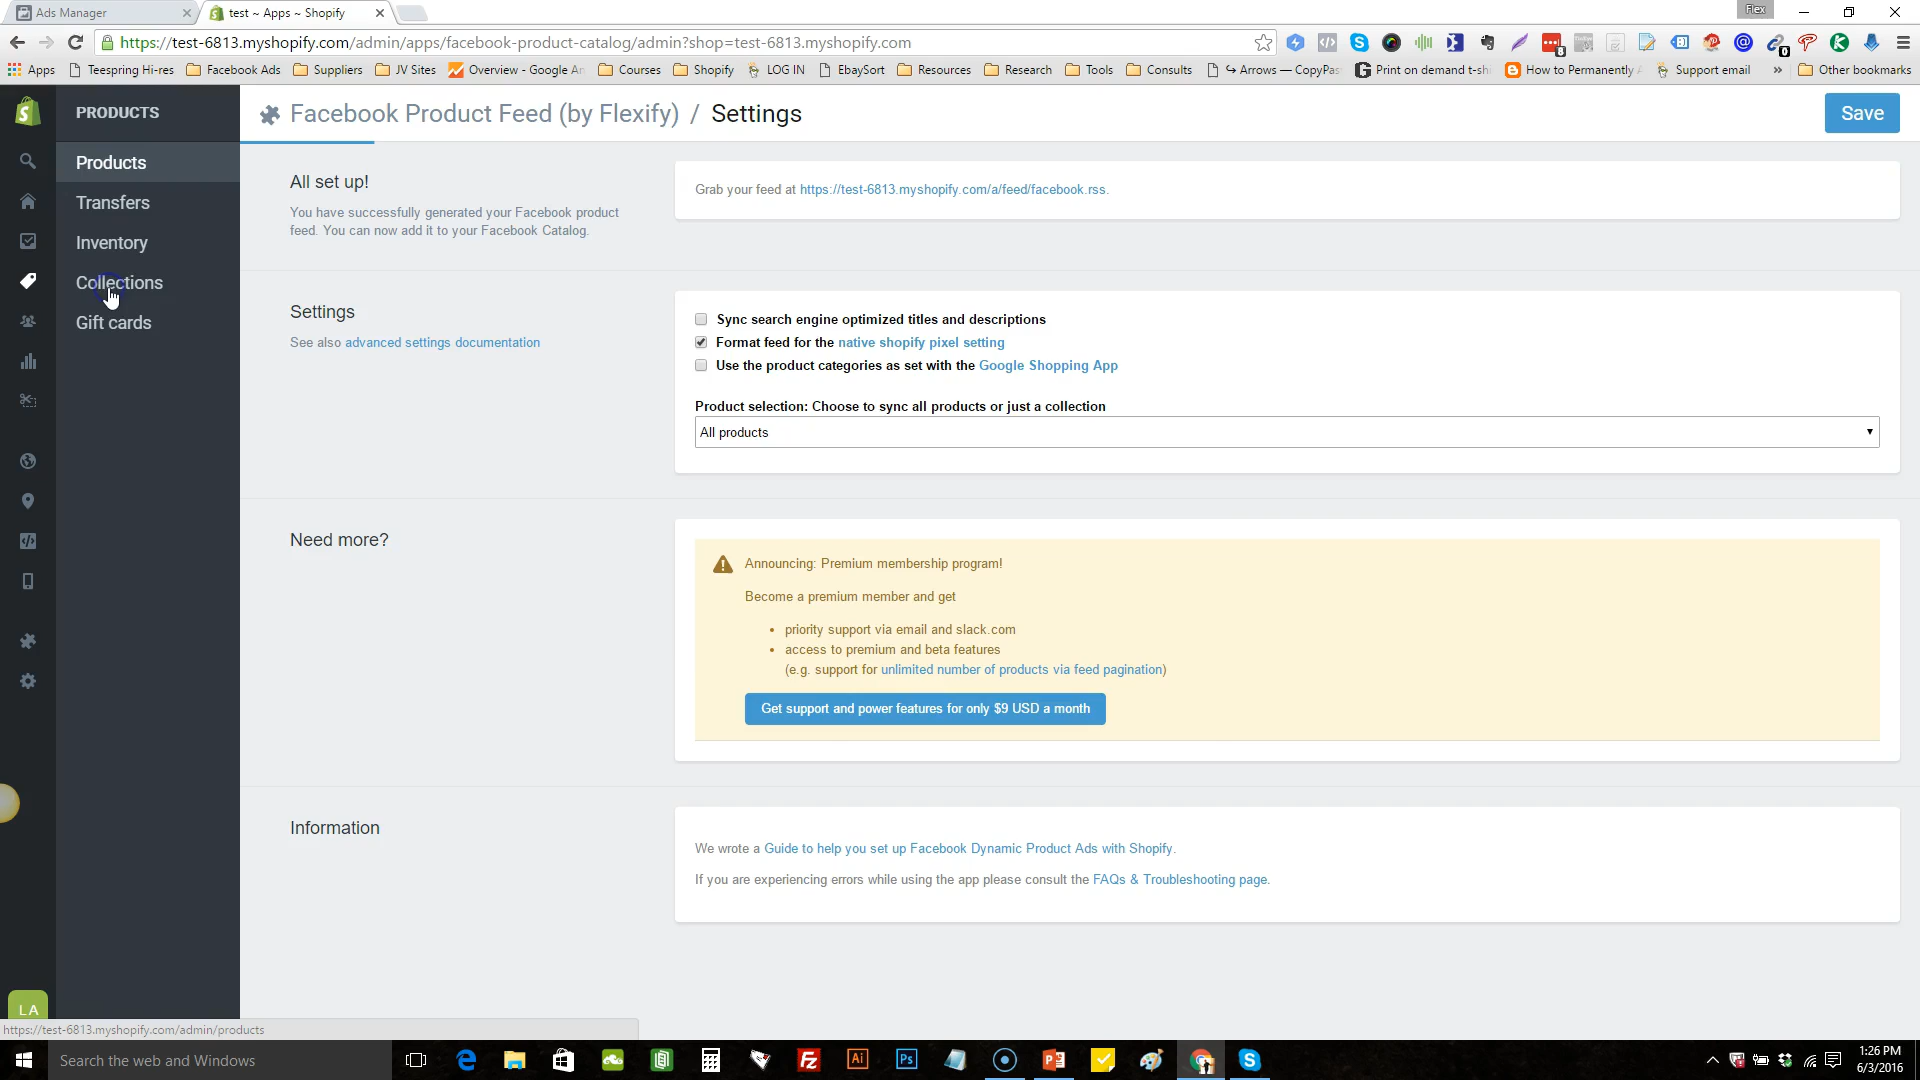 Ads Manager
test ~ Apps ~ Shopify
Flex
https://test-6813.myshopify.com/admin/apps/facebook-product-catalog/admin?shop=test-6813.myshopify.com
Apps
Teespring Hi-res
Facebook Ads
Suppliers
JV Sites
Overview - Google An
Courses
Shopify
LOG IN
EbaySort
Resources
Research
Tools
Consults
↪ Arrows — CopyPas
Print on demand t-shi
How to Permanently
Support email
»
Other bookmarks
PRODUCTS
Products
Transfers
Inventory
Collections
Gift cards
Facebook Product Feed (by Flexify) / Settings
Save
All set up!
You have successfully generated your Facebook product
feed. You can now add it to your Facebook Catalog.
Grab your feed at https://test-6813.myshopify.com/a/feed/facebook.rss.
Settings
See also advanced settings documentation
Sync search engine optimized titles and descriptions
Format feed for the native shopify pixel setting
Use the product categories as set with the Google Shopping App
Product selection: Choose to sync all products or just a collection
All products
Need more?
Announcing: Premium membership program!
Become a premium member and get
• priority support via email and slack.com
• access to premium and beta features
(e.g. support for unlimited number of products via feed pagination)
Get support and power features for only $9 USD a month
Information
We wrote a Guide to help you set up Facebook Dynamic Product Ads with Shopify.
If you are experiencing errors while using the app please consult the FAQs & Troubleshooting page.
LA
https://test-6813.myshopify.com/admin/products
Search the web and Windows
1:26 PM
6/3/2016